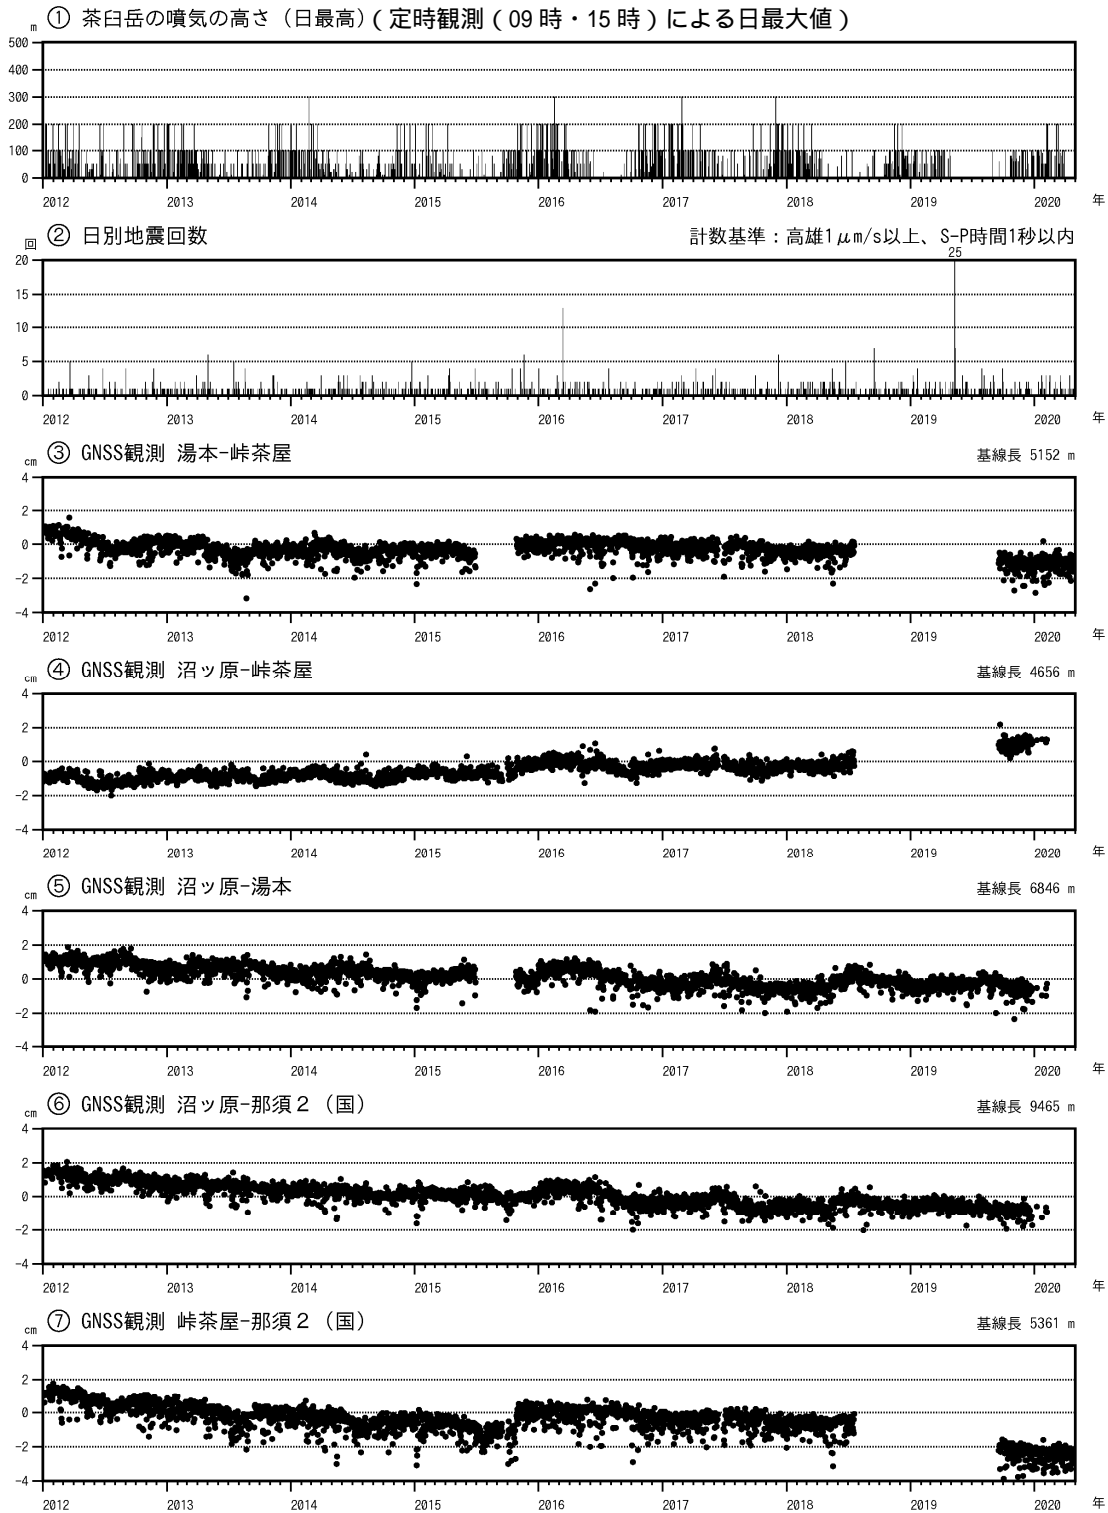 ① 茶臼岳の噴気の高さ（日最高）(定時観測(09時・15時)による日最大値)
m
500
400
300
200
100
0
2012 2013 2014 2015 2016 2017 2018 2019 2020 年
② 日別地震回数 計数基準：高雄1μm/s以上、S-P時間1秒以内
回
25
20
15
10
5
0
2012 2013 2014 2015 2016 2017 2018 2019 2020 年
③ GNSS観測 湯本-峠茶屋 基線長 5152 m
cm
4
2
0
-2
-4
2012 2013 2014 2015 2016 2017 2018 2019 2020 年
④ GNSS観測 沼ッ原-峠茶屋 基線長 4656 m
cm
4
2
0
-2
-4
2012 2013 2014 2015 2016 2017 2018 2019 2020 年
⑤ GNSS観測 沼ッ原-湯本 基線長 6846 m
cm
4
2
0
-2
-4
2012 2013 2014 2015 2016 2017 2018 2019 2020 年
⑥ GNSS観測 沼ッ原-那須２（国） 基線長 9465 m
cm
4
2
0
-2
-4
2012 2013 2014 2015 2016 2017 2018 2019 2020 年
⑦ GNSS観測 峠茶屋-那須２（国） 基線長 5361 m
cm
4
2
0
-2
-4
2012 2013 2014 2015 2016 2017 2018 2019 2020 年